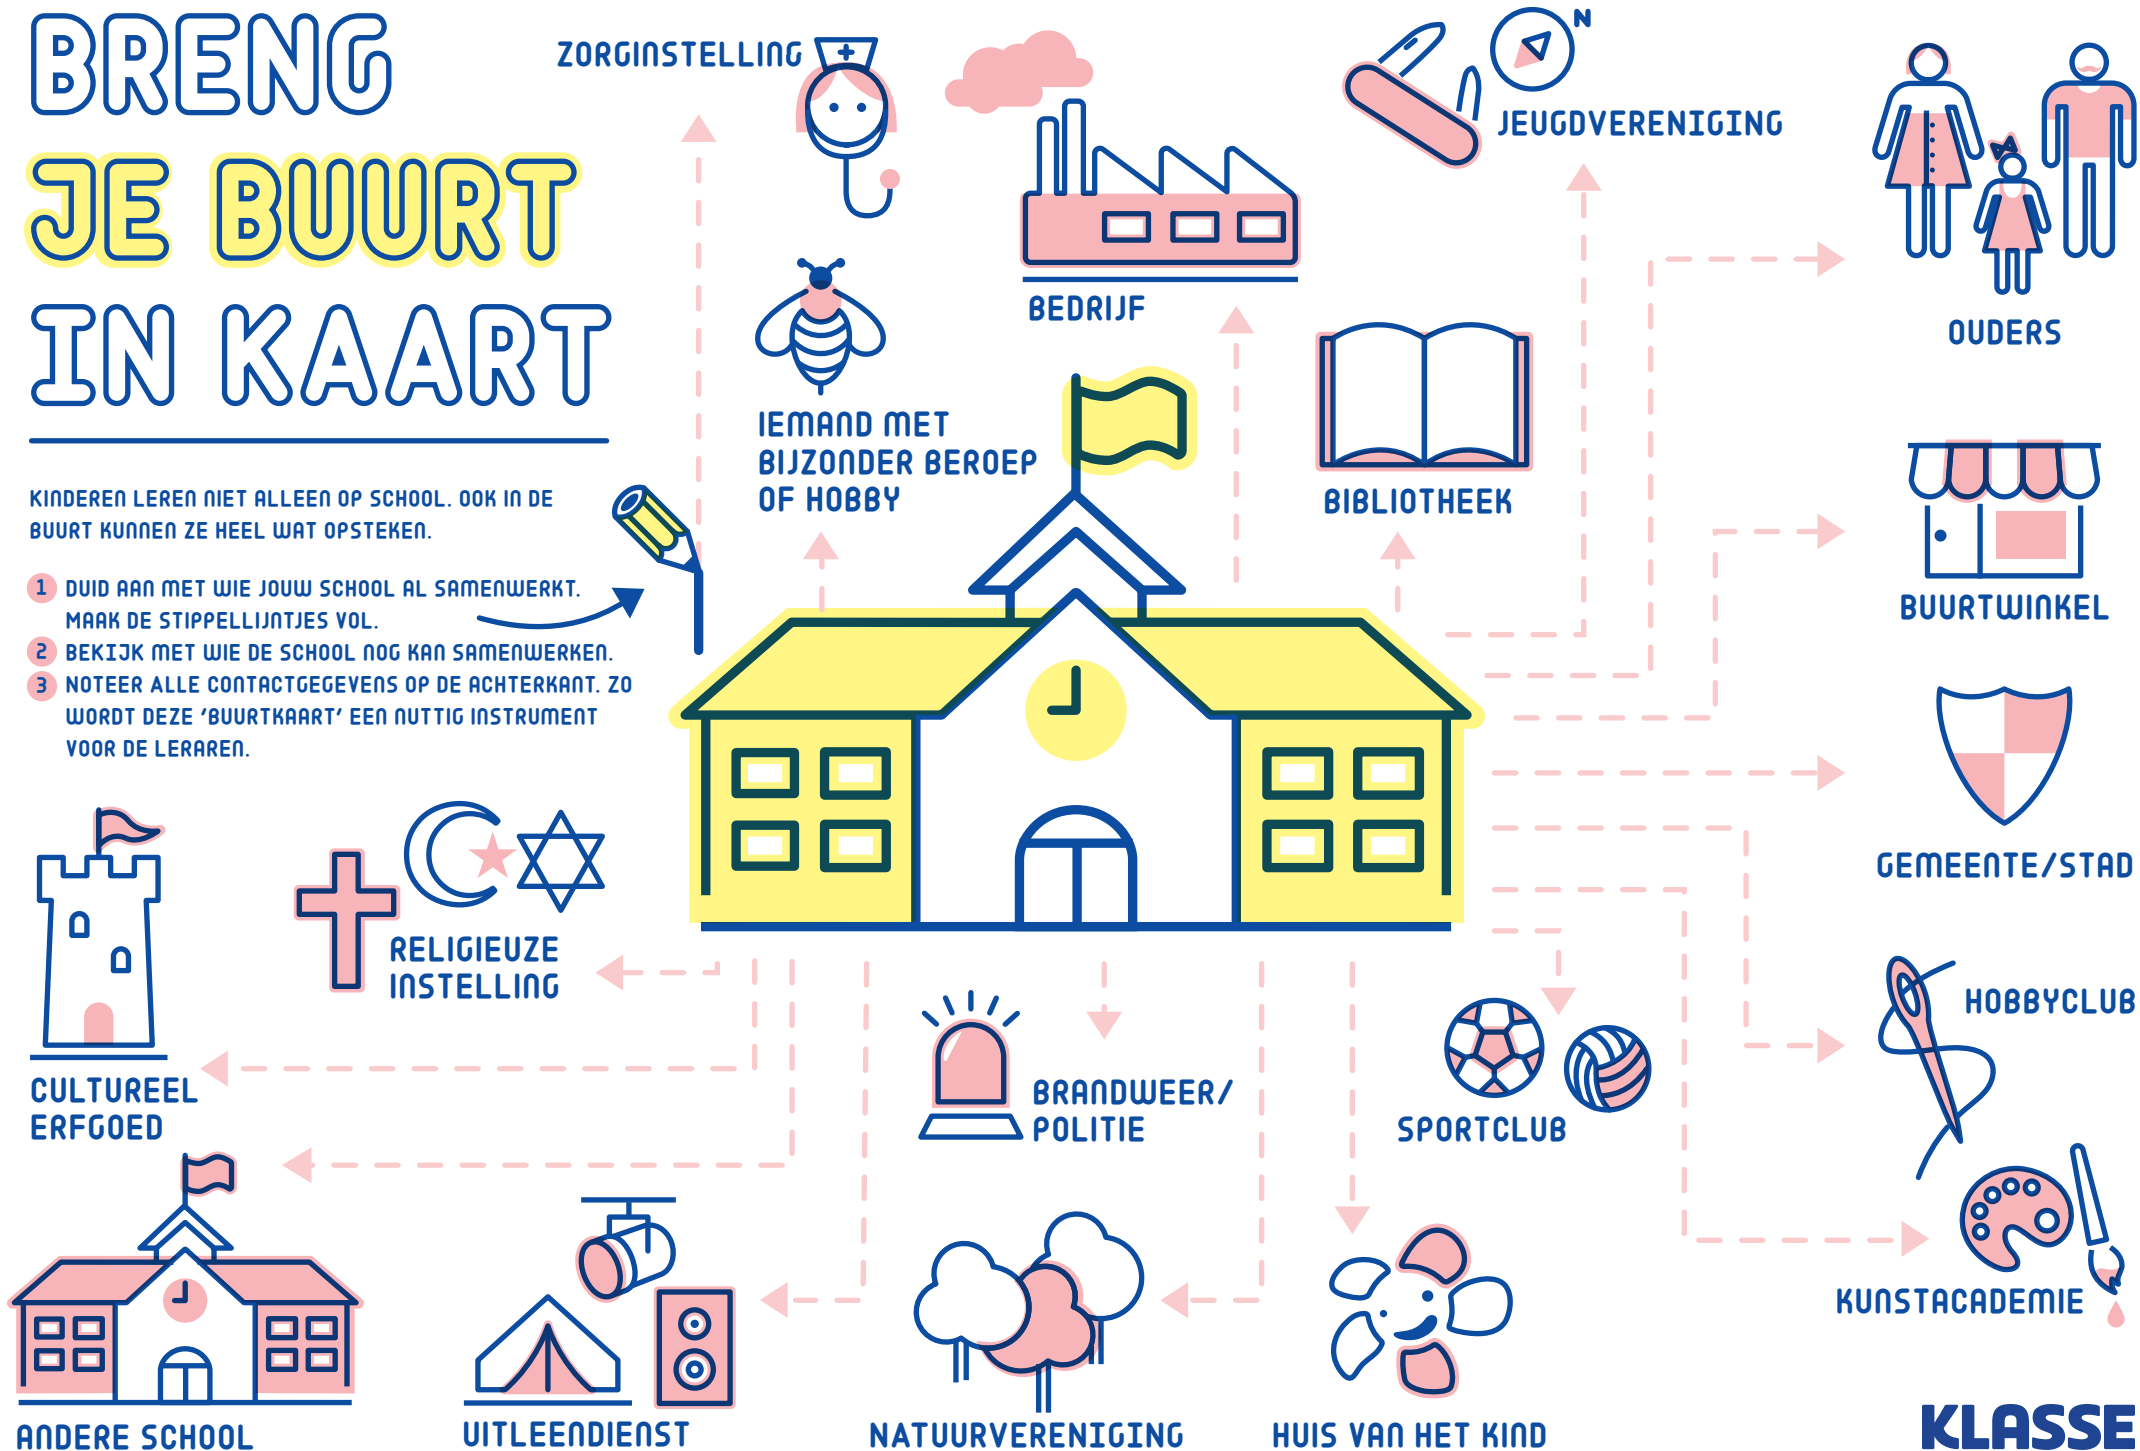 BRENG
JE BUURT
IN KAART
KINDEREN LEREN NIET ALLEEN OP SCHOOL. OOK IN DE
BUURT KUNNEN ZE HEEL WAT OPSTEKEN.
1 DUID AAN MET WIE JOUW SCHOOL AL SAMENWERKT.
MAAK DE STIPPELLIJNTJES VOL.
2 BEKIJK MET WIE DE SCHOOL NOG KAN SAMENWERKEN.
3 NOTEER ALLE CONTACTGEGEVENS OP DE ACHTERKANT. ZO
WORDT DEZE ‘BUURTKAART’ EEN NUTTIG INSTRUMENT
VOOR DE LERAREN.
ZORGINSTELLING
BEDRIJF
N
JEUGDVERENIGING
OUDERS
IEMAND MET
BIJZONDER BEROEP
OF HOBBY
BIBLIOTHEEK
BUURTWINKEL
GEMEENTE/STAD
RELIGIEUZE
INSTELLING
HOBBYCLUB
CULTUREEL
ERFGOED
BRANDWEER/
POLITIE
SPORTCLUB
KUNSTACADEMIE
ANDERE SCHOOL
UITLEENDIENST
NATUURVERENIGING
HUIS VAN HET KIND
KLASSE